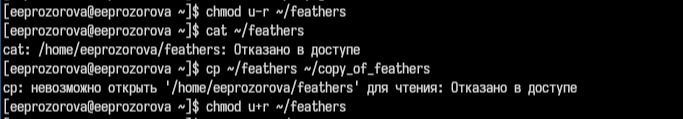 [eeprozorova@eeprozorova ~]$ chmod u-r ~/feathers
[eeprozorova@eeprozorova ~]$ cat ~/feathers
cat: /home/eeprozorova/feathers: Отказано в доступе
[eeprozorova@eeprozorova ~]$ cp ~/feathers ~/copy_of_feathers
cp: невозможно открыть '/home/eeprozorova/feathers' для чтения: Отказано в доступе
[eeprozorova@eeprozorova ~]$ chmod u+r ~/feathers